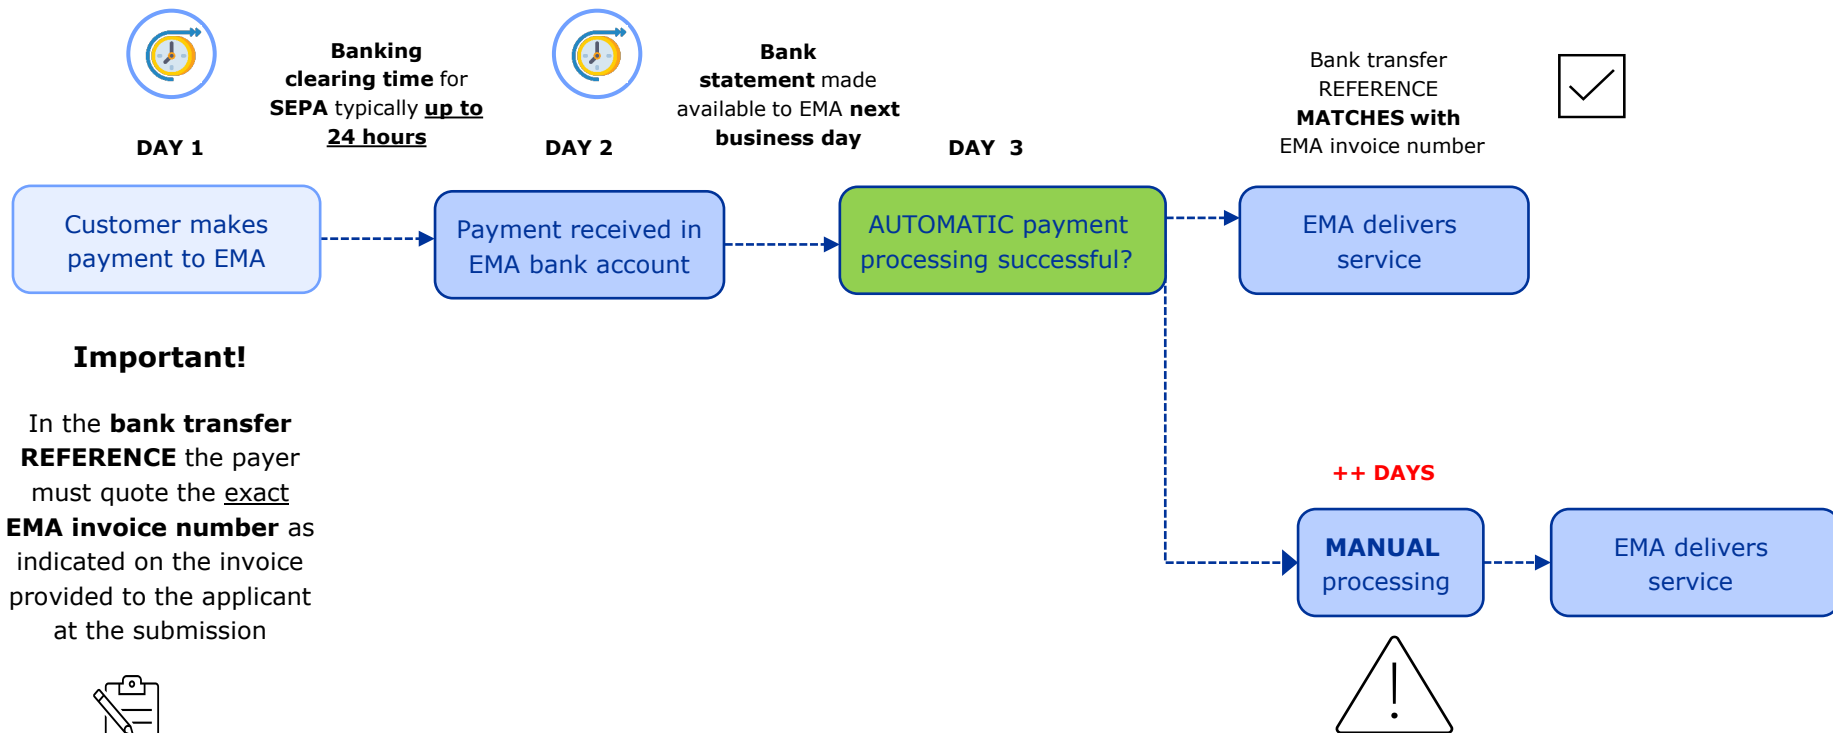 Banking
clearing time for
SEPA typically up to
24 hours
Bank
statement made
available to EMA next
business day
Bank transfer
REFERENCE
MATCHES with
EMA invoice number
DAY 1
DAY 2
DAY 3
Customer makes
payment to EMA
Payment received in
EMA bank account
AUTOMATIC payment
processing successful?
EMA delivers
service
Important!
In the bank transfer
REFERENCE the payer
must quote the exact
EMA invoice number as
indicated on the invoice
provided to the applicant
at the submission
++ DAYS
MANUAL
processing
EMA delivers
service